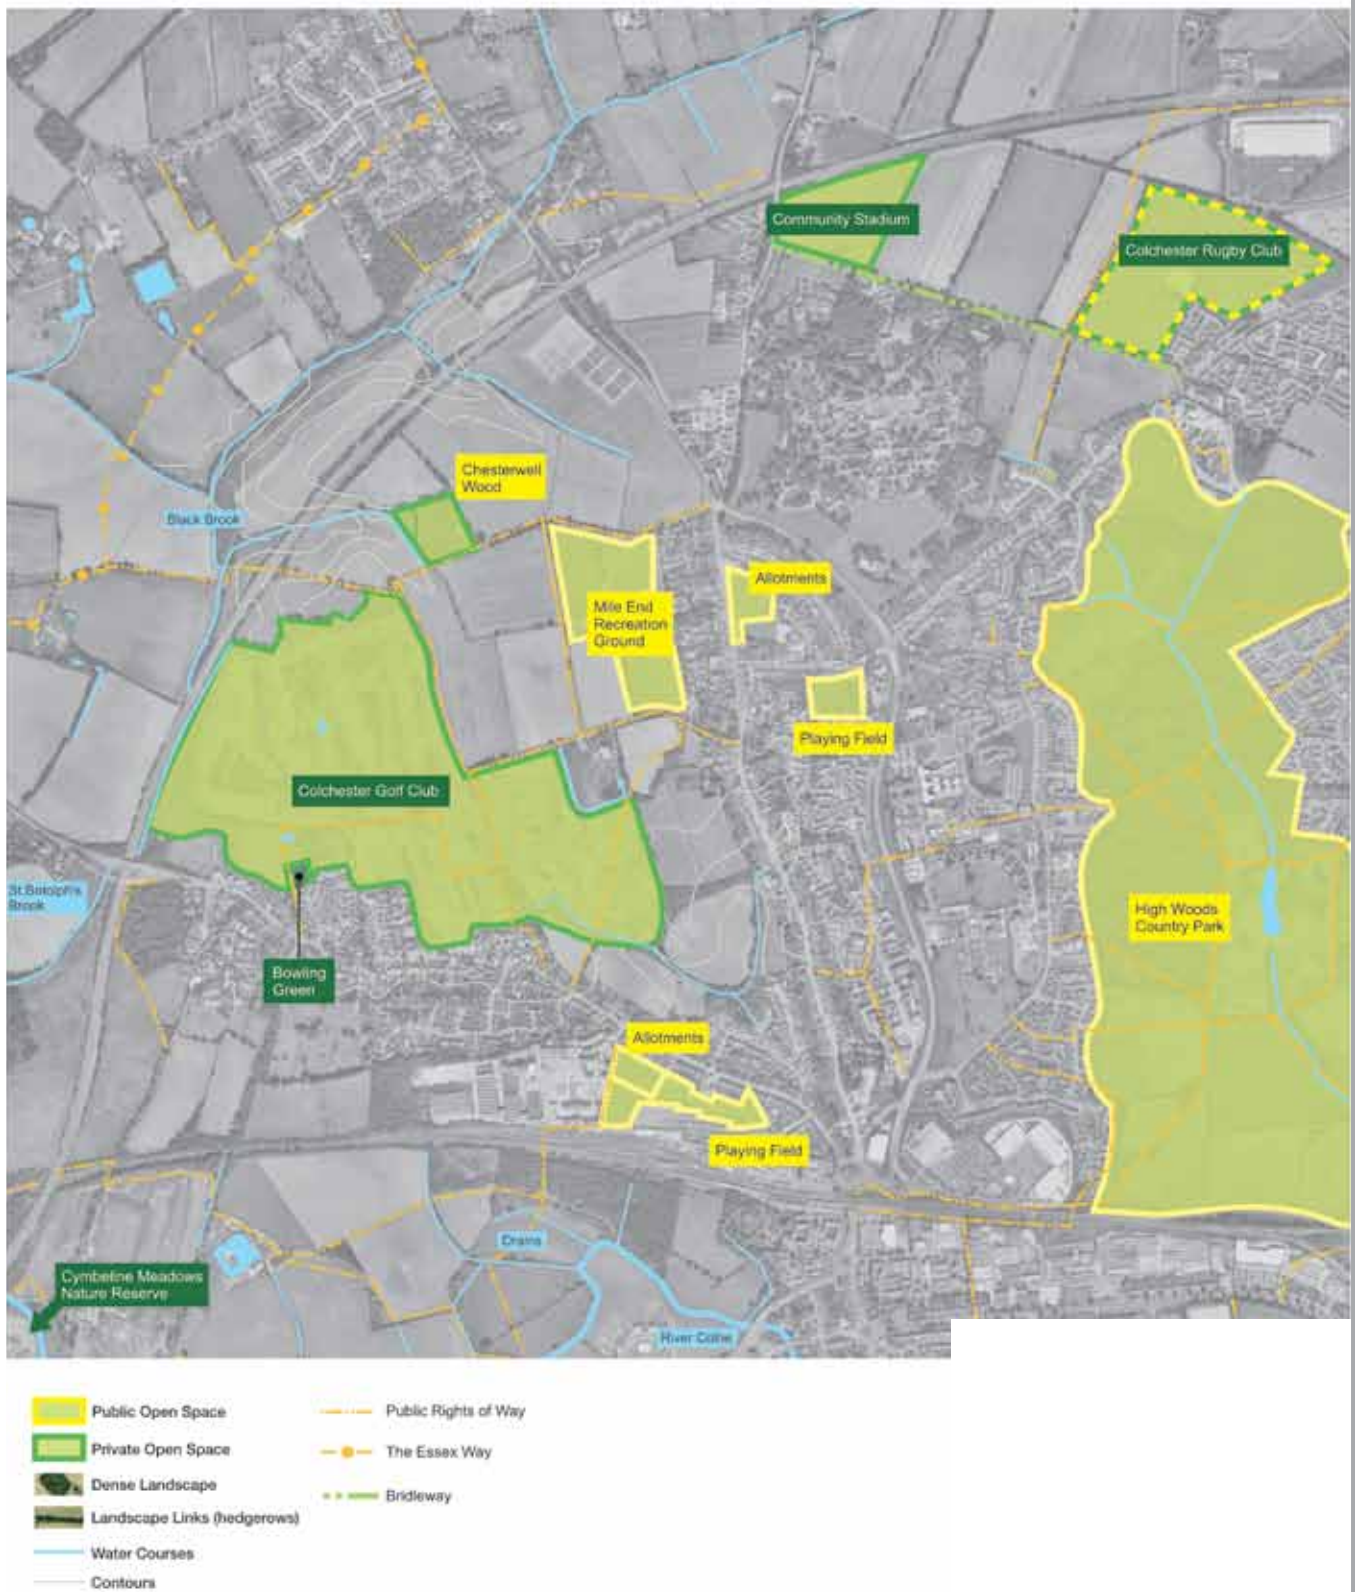 Community Stadium
Colchester Rugby Club
Chesterwell
Wood
Black Brook
Allotments
Mile End
Recreation
Ground
Playing Field
Colchester Golf Club
St.Botolph's
Brook
High Woods
Country Park
Bowling
Green
Allotments
Playing Field
Drains
Cymbeline Meadows
Nature Reserve
River Colne
Public Open Space
Private Open Space
Dense Landscape
Landscape Links (hedgerows)
Water Courses
Contours
Public Rights of Way
The Essex Way
Bridleway